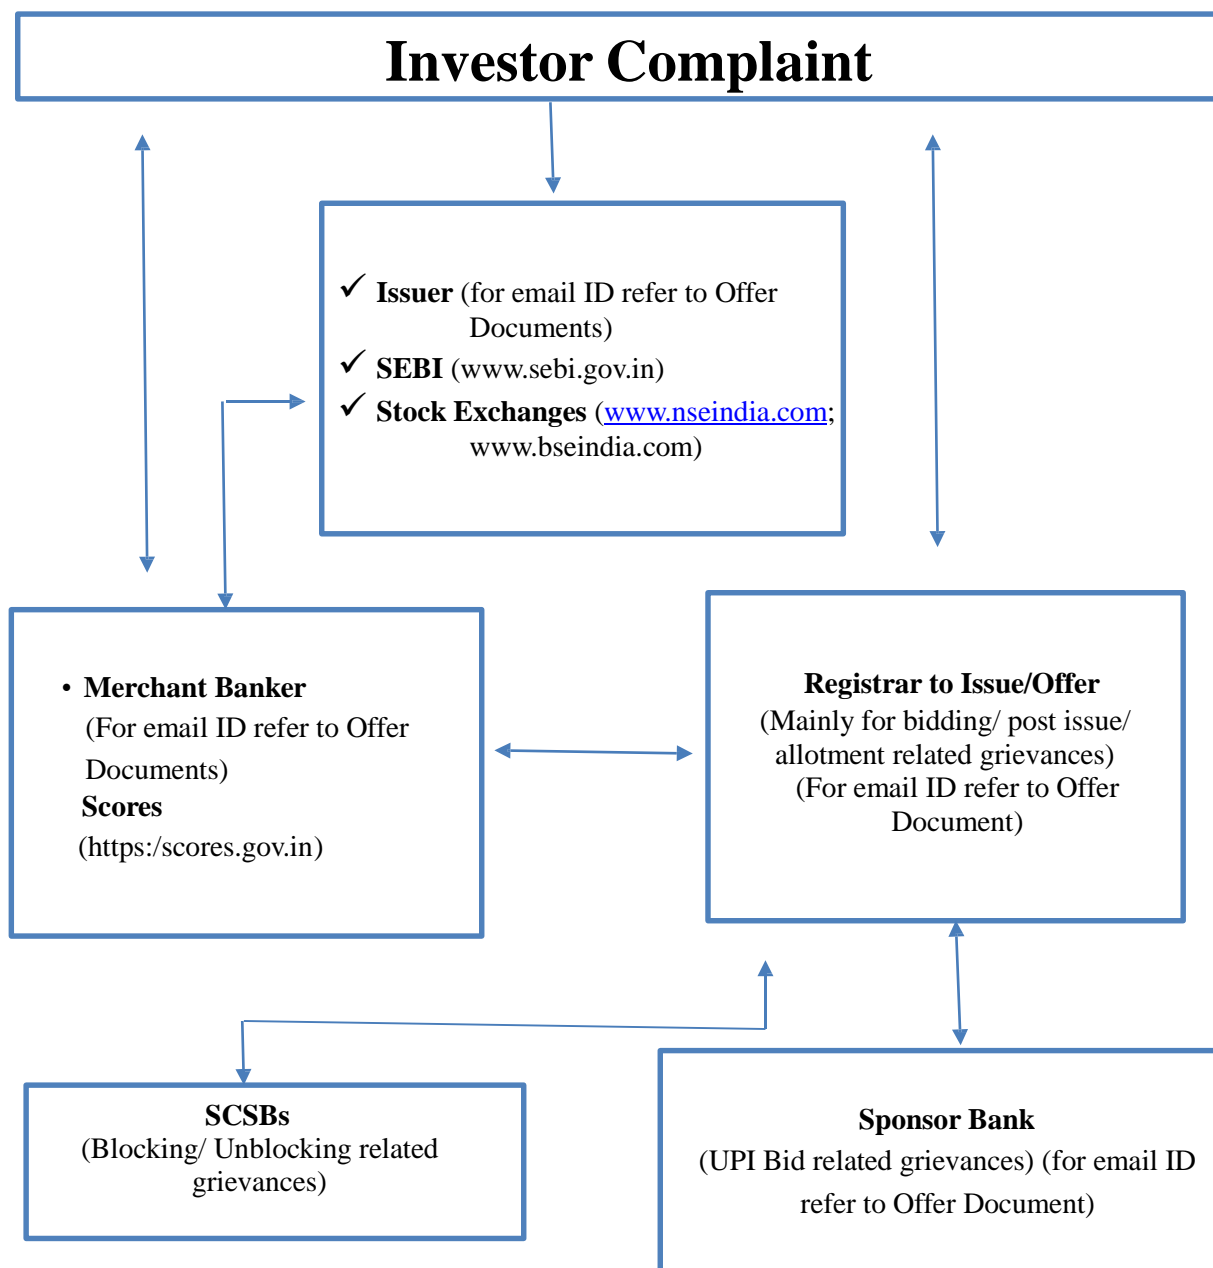 Investor Complaint
✓ Issuer (for email ID refer to Offer
Documents)
✓ SEBI (www.sebi.gov.in)
✓ Stock Exchanges (www.nseindia.com;
www.bseindia.com)
• Merchant Banker
(For email ID refer to Offer
Documents)
Scores
(https:/scores.gov.in)
Registrar to Issue/Offer
(Mainly for bidding/ post issue/
allotment related grievances)
(For email ID refer to Offer
Document)
SCSBs
(Blocking/ Unblocking related
grievances)
Sponsor Bank
(UPI Bid related grievances) (for email ID
refer to Offer Document)